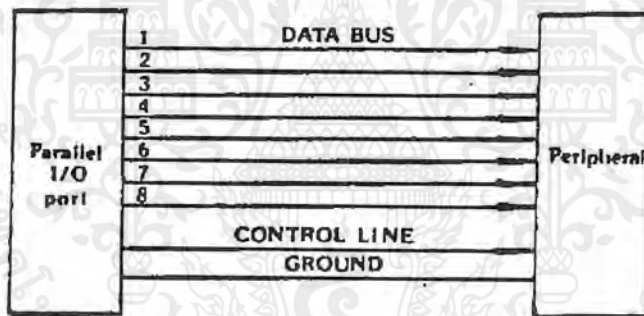 1 DATA BUS
2
3
4
5
6
7
8
Parallel
I/O
port
Peripheral
CONTROL LINE
GROUND